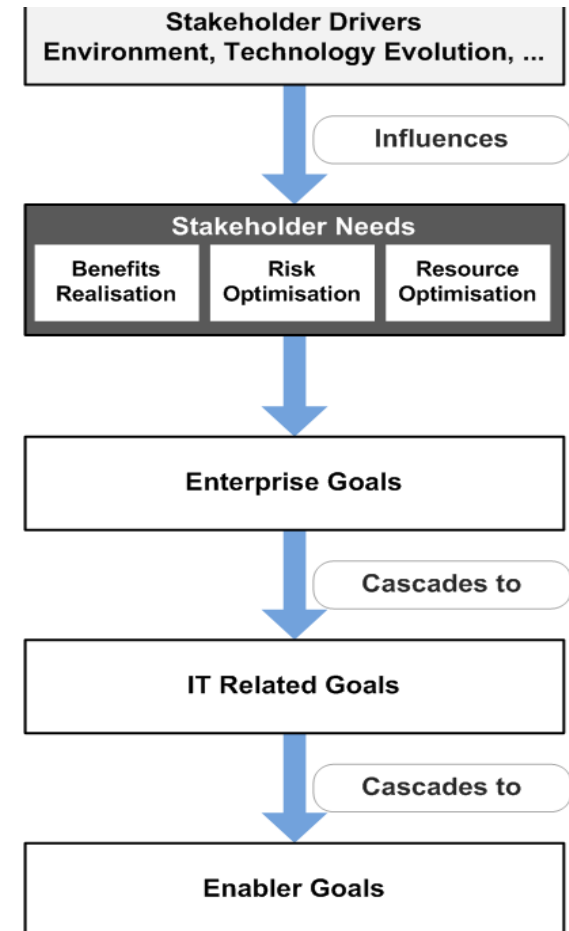 Stakeholder Drivers
Environment, Technology Evolution, ...
Influences
Stakeholder Needs
Benefits
Realisation
Risk
Optimisation
Resource
Optimisation
Enterprise Goals
Cascades to
IT Related Goals
Cascades to
Enabler Goals